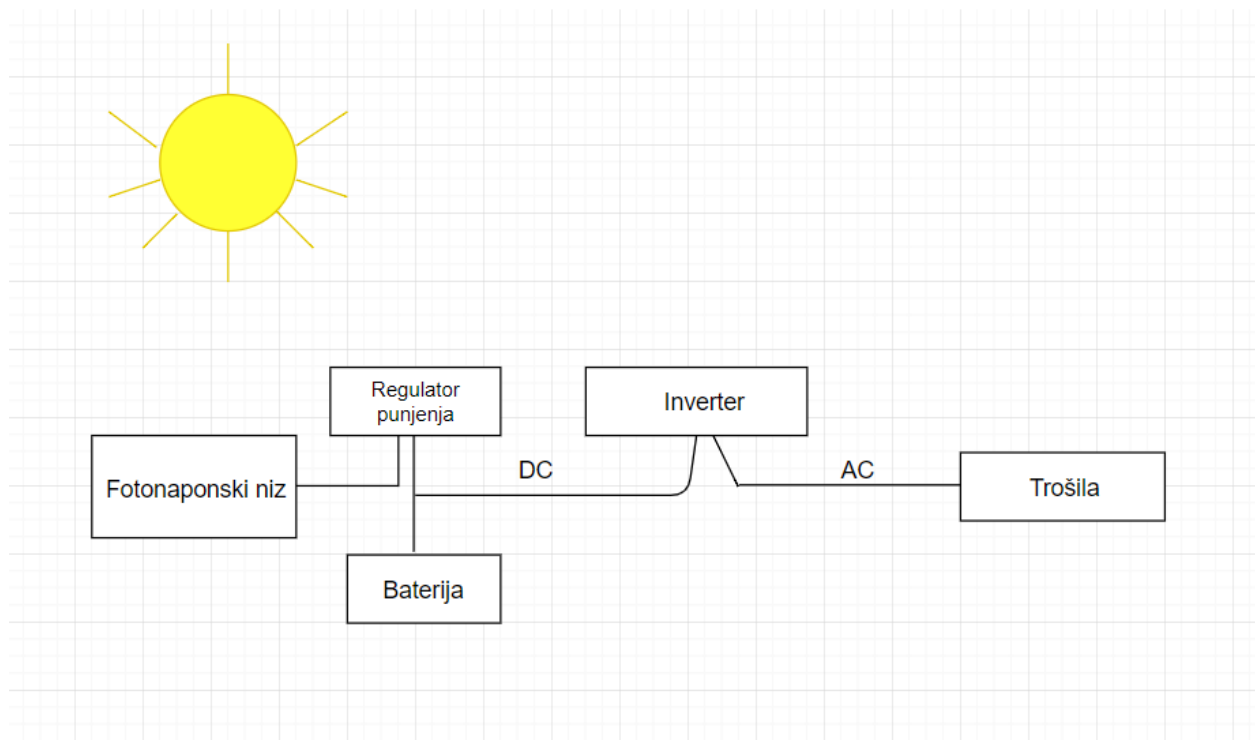 Regulator
punjenja
Inverter
Fotonaponski niz
DC
AC
Trošila
Baterija